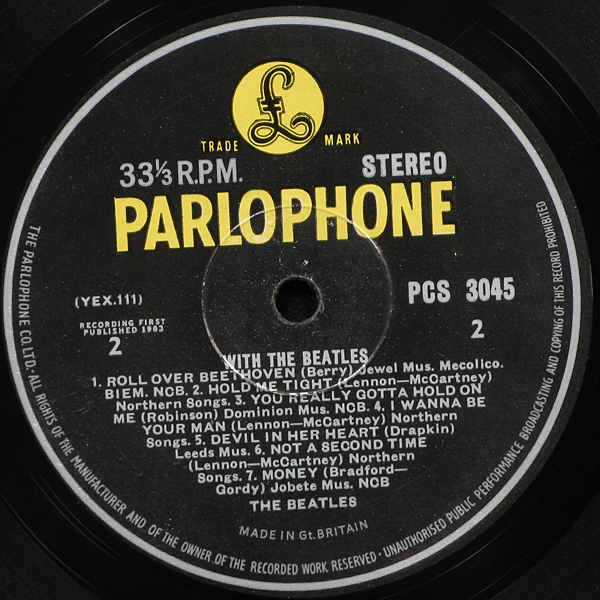 £
TRADE MARK
33⅓ R.P.M. STEREO
PARLOPHONE
(YEX.111) PCS 3045
RECORDING FIRST
PUBLISHED 1963
2 2
WITH THE BEATLES
1. ROLL OVER BEETHOVEN (Berry) Jewel Mus. Mecolico.
BIEM. NCB. 2. HOLD ME TIGHT (Lennon—McCartney)
Northern Songs. 3. YOU REALLY GOTTA HOLD ON
ME (Robinson) Dominion Mus. NCB. 4. I WANNA BE
YOUR MAN (Lennon—McCartney) Northern
Songs. 5. DEVIL IN HER HEART (Drapkin)
Leeds Mus. 6. NOT A SECOND TIME
(Lennon—McCartney) Northern
Songs. 7. MONEY (Bradford—
Gordy) Jobete Mus. NCB
THE BEATLES
MADE IN Gt. BRITAIN
THE PARLOPHONE CO. LTD. · ALL RIGHTS OF THE MANUFACTURER AND OF THE OWNER OF THE RECORDED WORK RESERVED · UNAUTHORISED PUBLIC PERFORMANCE BROADCASTING AND COPYING OF THIS RECORD PROHIBITED